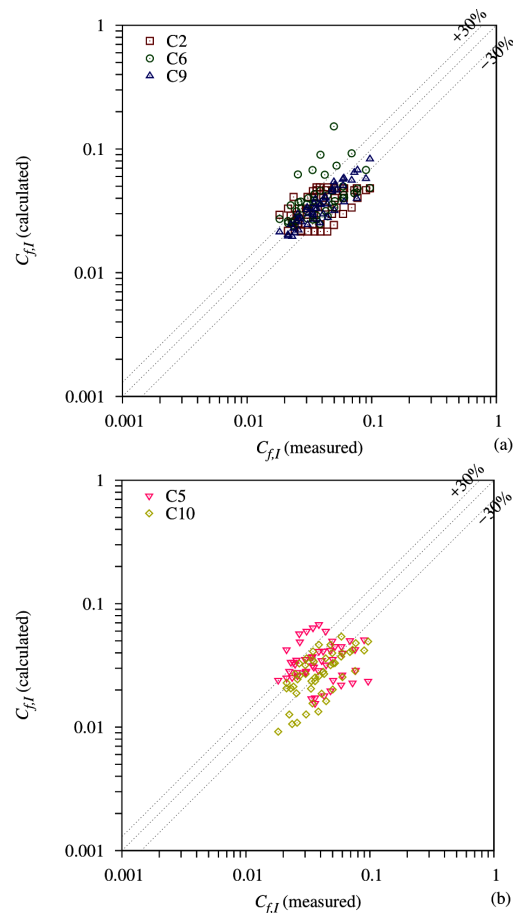 1
+30%
−30%
C2
C6
C9
0.1
C_{f,I} (calculated)
0.01
0.001
0.001
0.01
0.1
1
C_{f,I} (measured)
(a)
1
+30%
−30%
C5
C10
0.1
C_{f,I} (calculated)
0.01
0.001
0.001
0.01
0.1
1
C_{f,I} (measured)
(b)